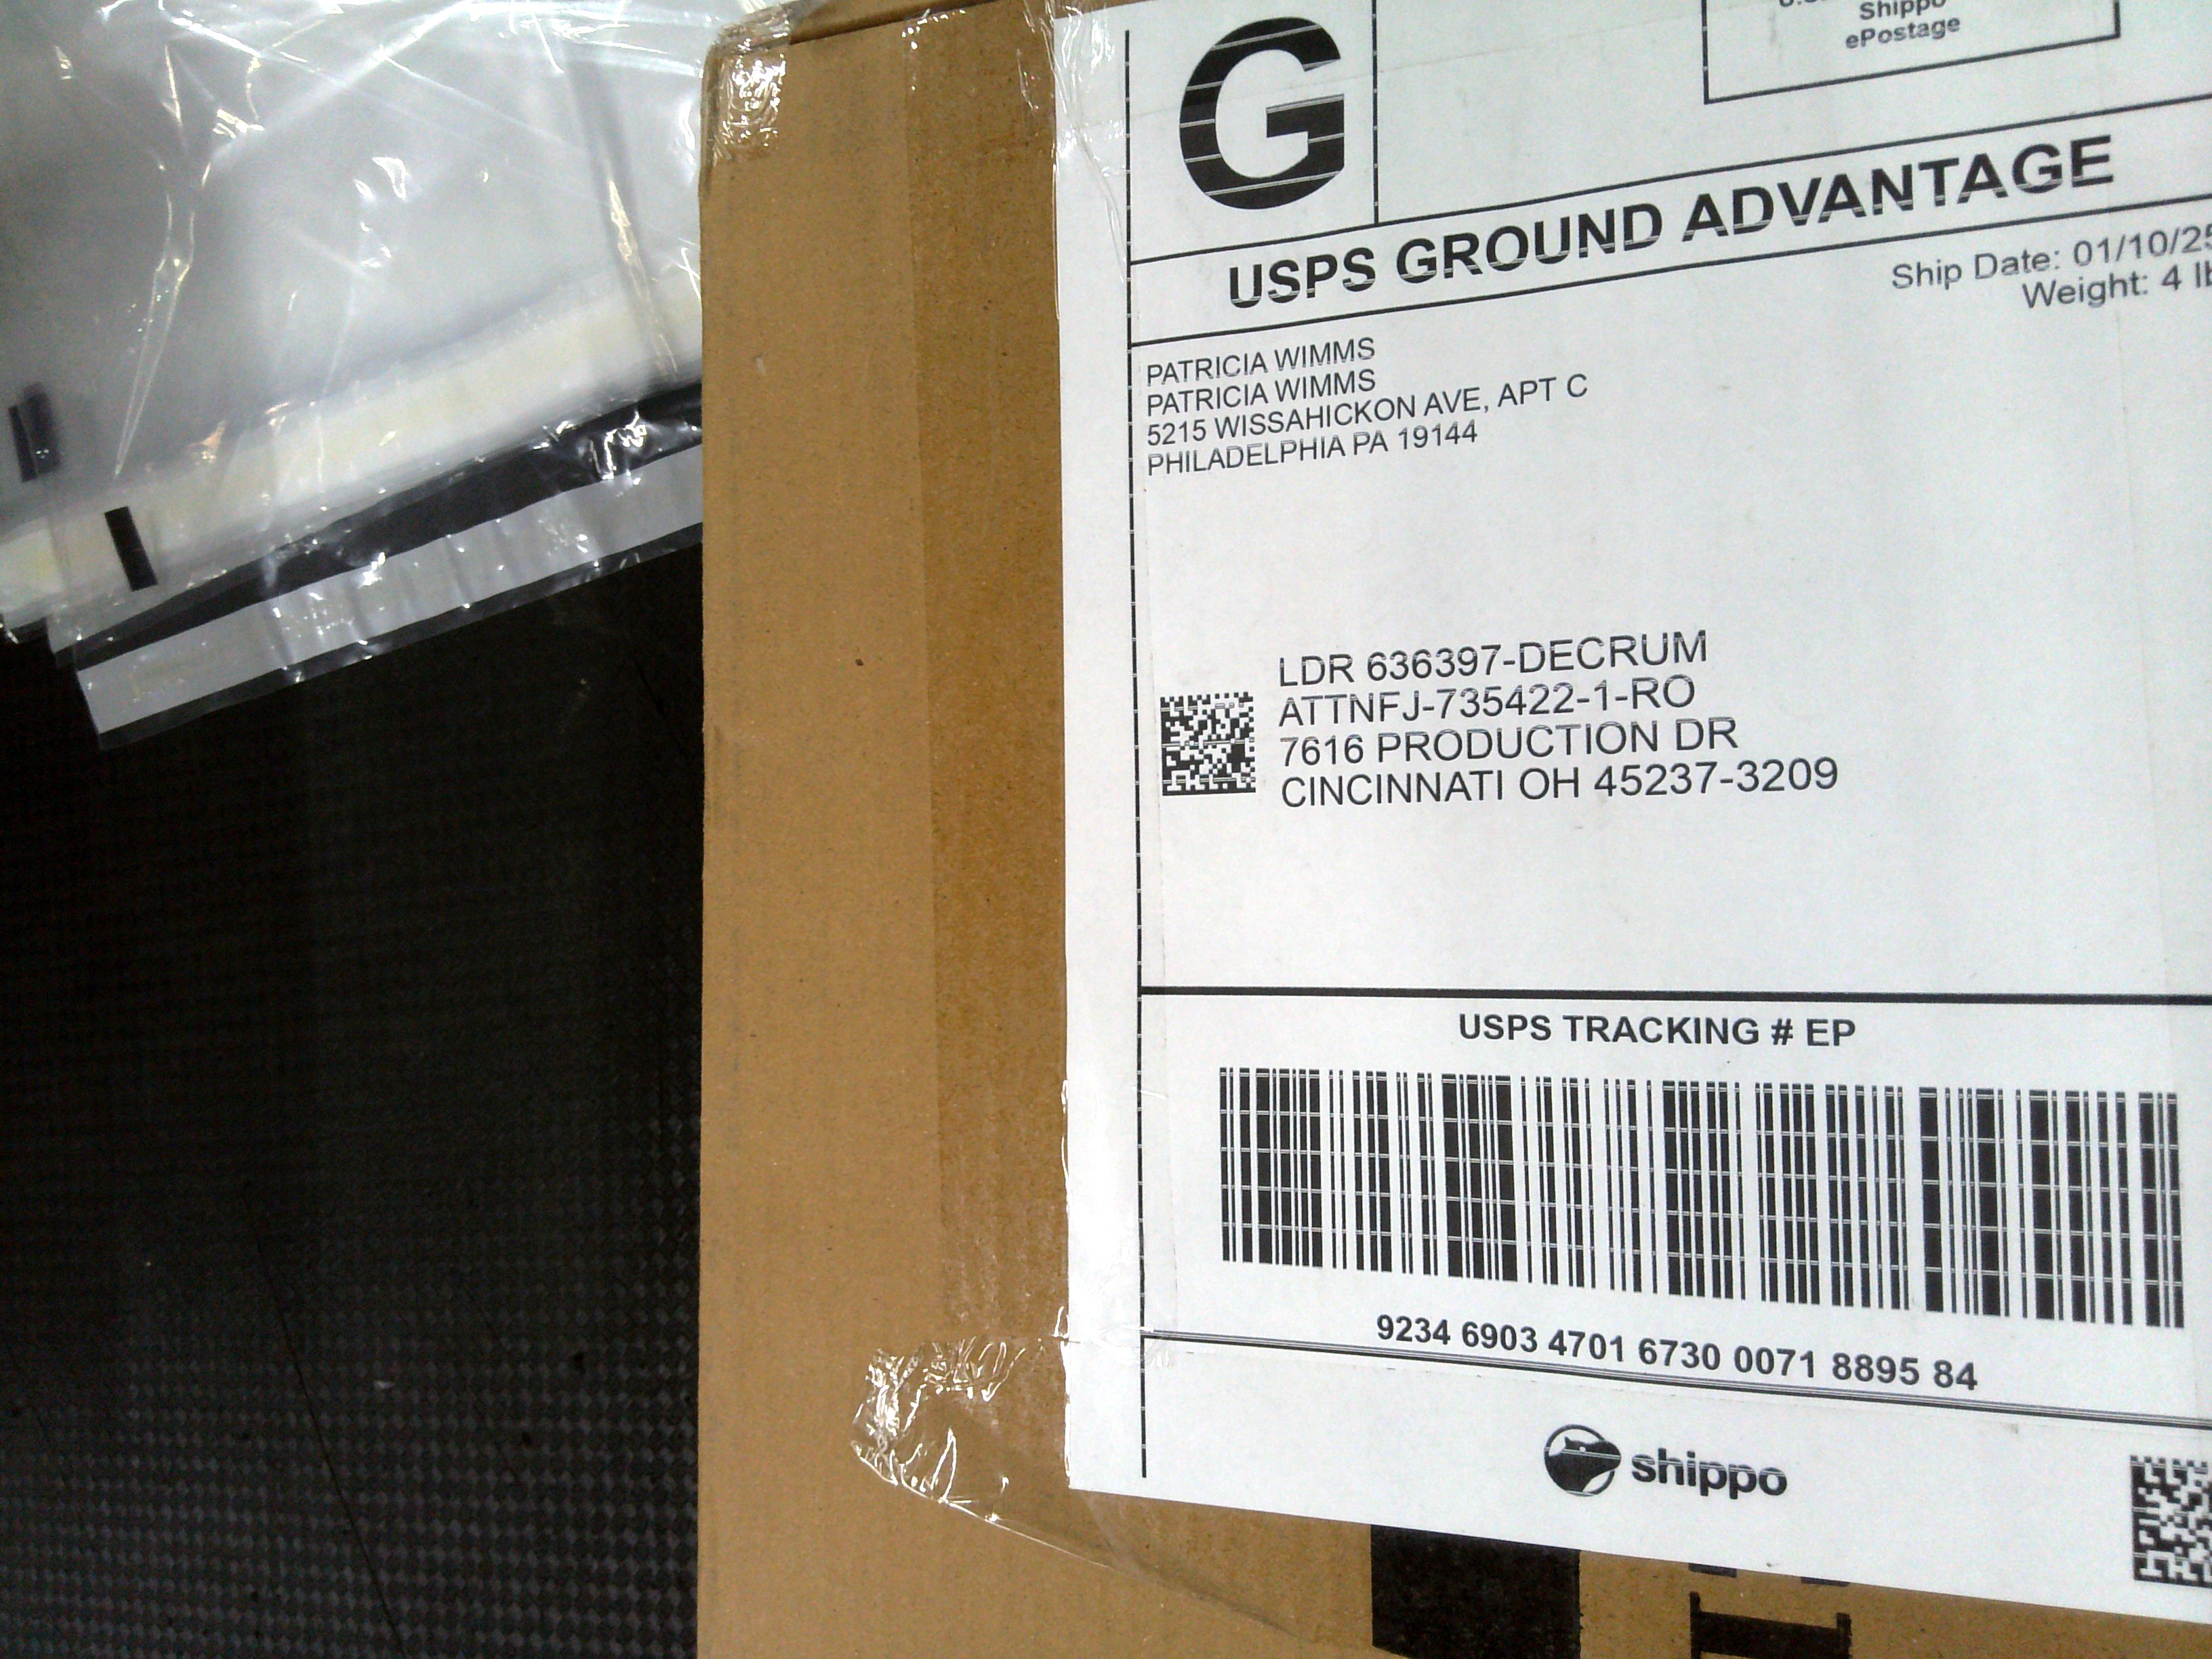 Shippo
ePostage
G
USPS GROUND ADVANTAGE
Ship Date: 01/10/25
Weight: 4 lb
PATRICIA WIMMS
PATRICIA WIMMS
5215 WISSAHICKON AVE, APT C
PHILADELPHIA PA 19144
LDR 636397-DECRUM
ATTNFJ-735422-1-RO
7616 PRODUCTION DR
CINCINNATI OH 45237-3209
USPS TRACKING # EP
9234 6903 4701 6730 0071 8895 84
shippo